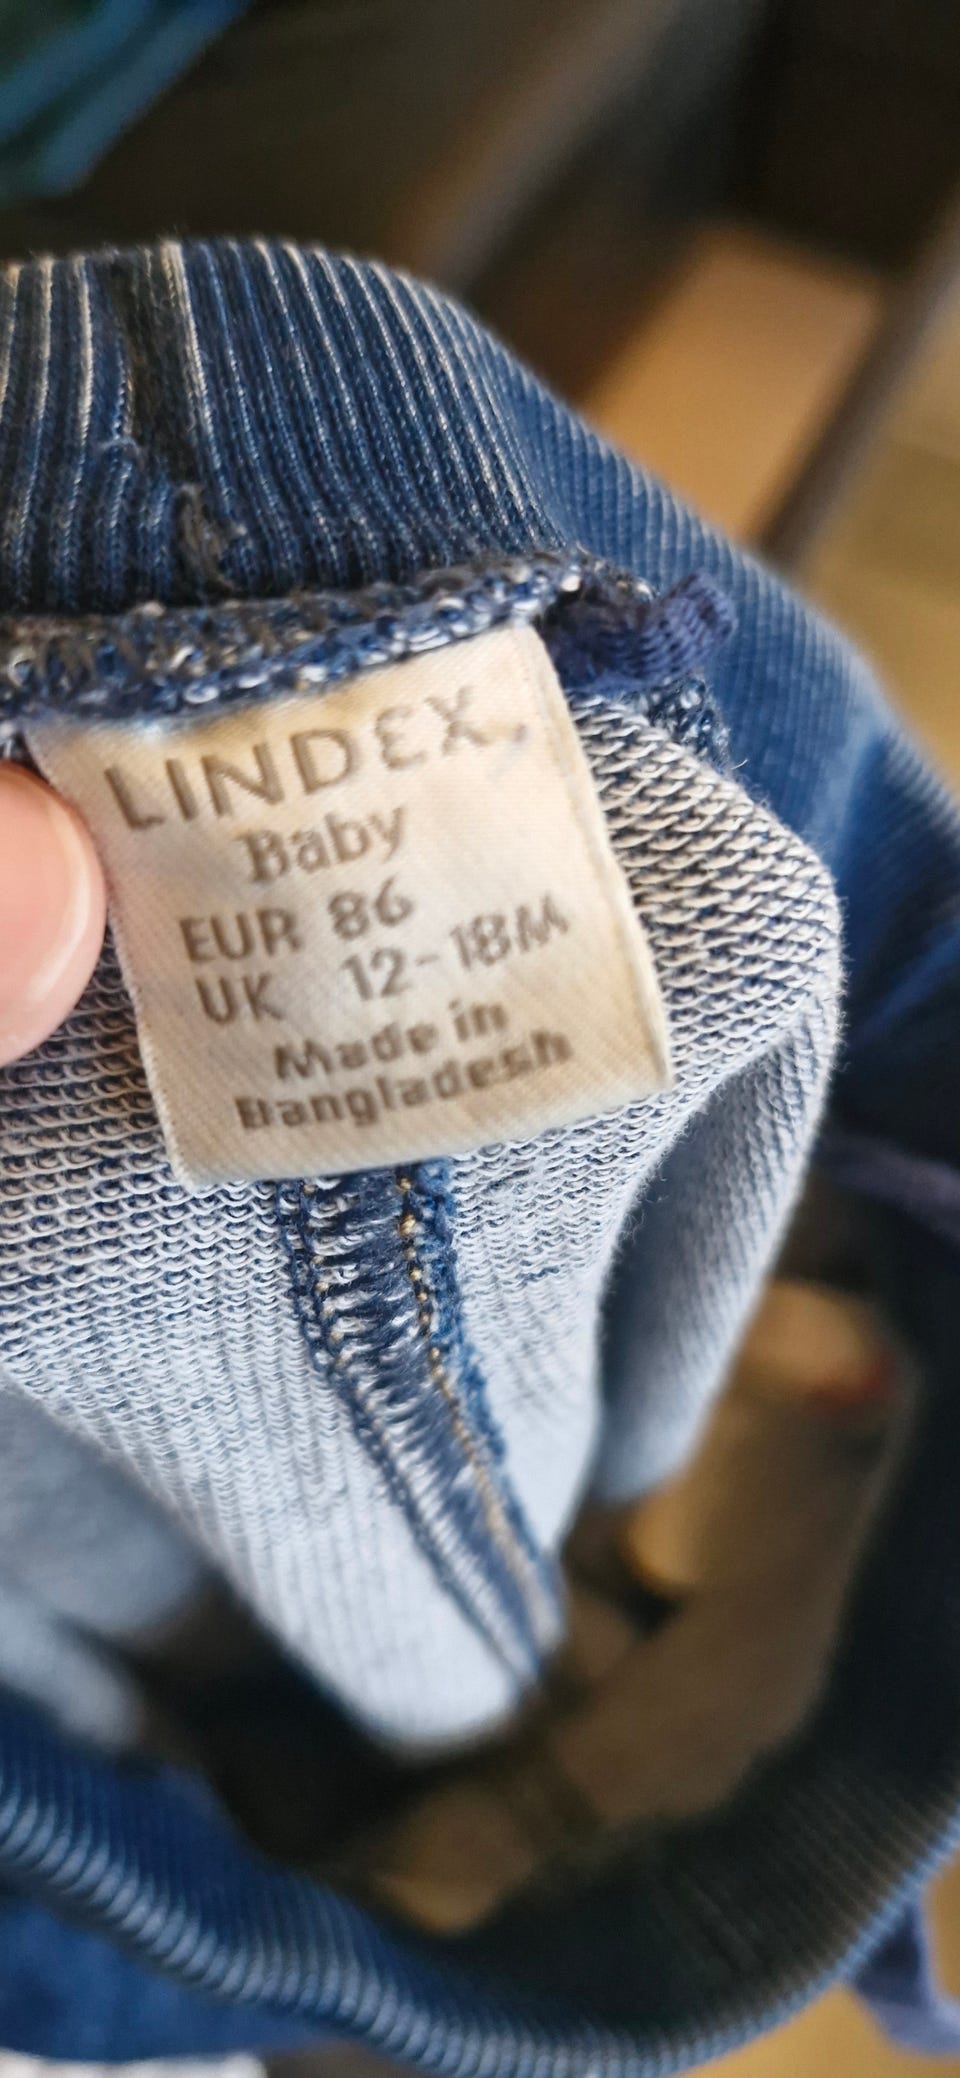 LINDEX
Baby
EUR 86
UK 12-18M
Made in
Bangladesh